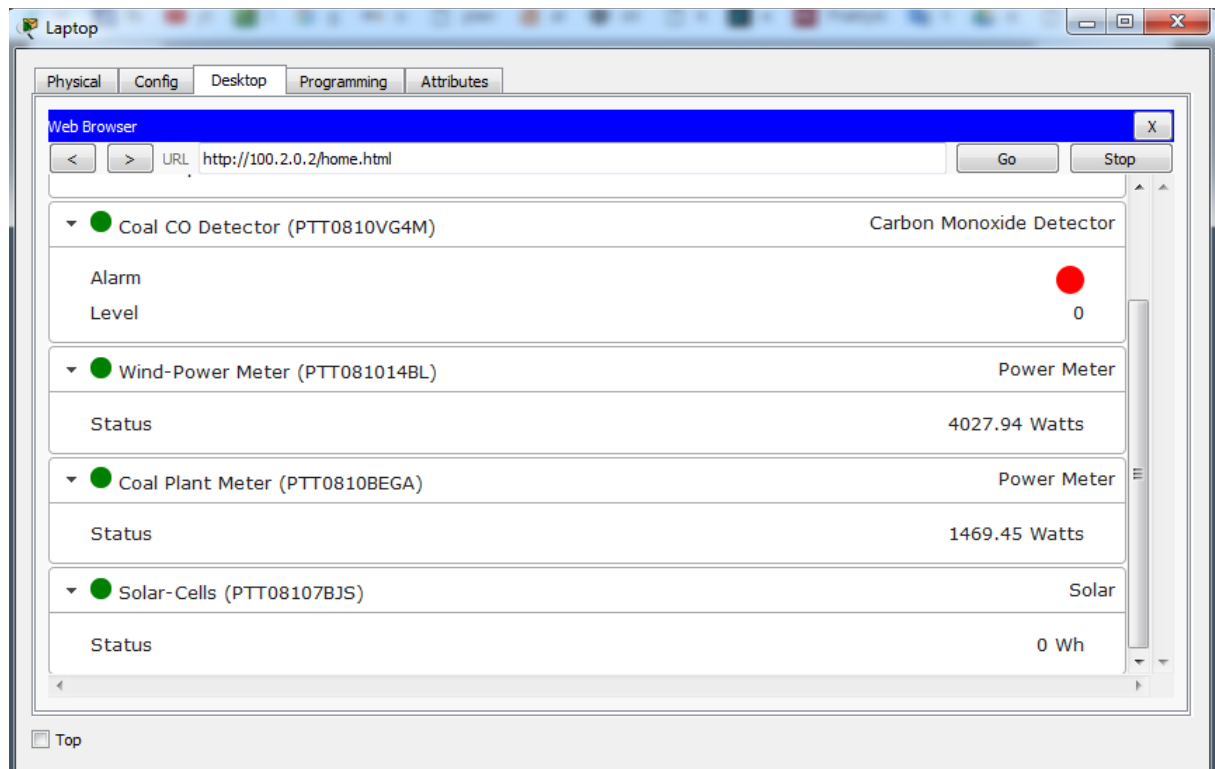 Laptop
Physical Config Desktop Programming Attributes
Web Browser X
< > URL http://100.2.0.2/home.html Go Stop
Coal CO Detector (PTT0810VG4M) Carbon Monoxide Detector
Alarm
Level 0
Wind-Power Meter (PTT081014BL) Power Meter
Status 4027.94 Watts
Coal Plant Meter (PTT0810BEGA) Power Meter
Status 1469.45 Watts
Solar-Cells (PTT08107BJS) Solar
Status 0 Wh
Top